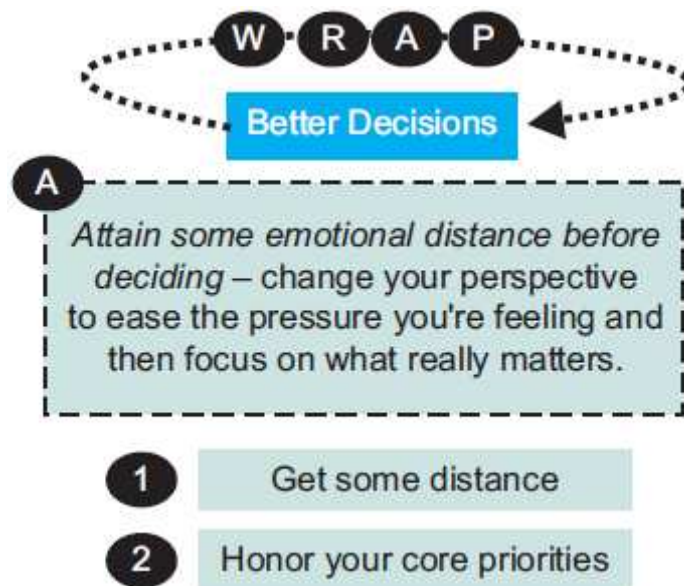 W R A P
Better Decisions
A
Attain some emotional distance before
deciding – change your perspective
to ease the pressure you're feeling and
then focus on what really matters.
1 Get some distance
2 Honor your core priorities